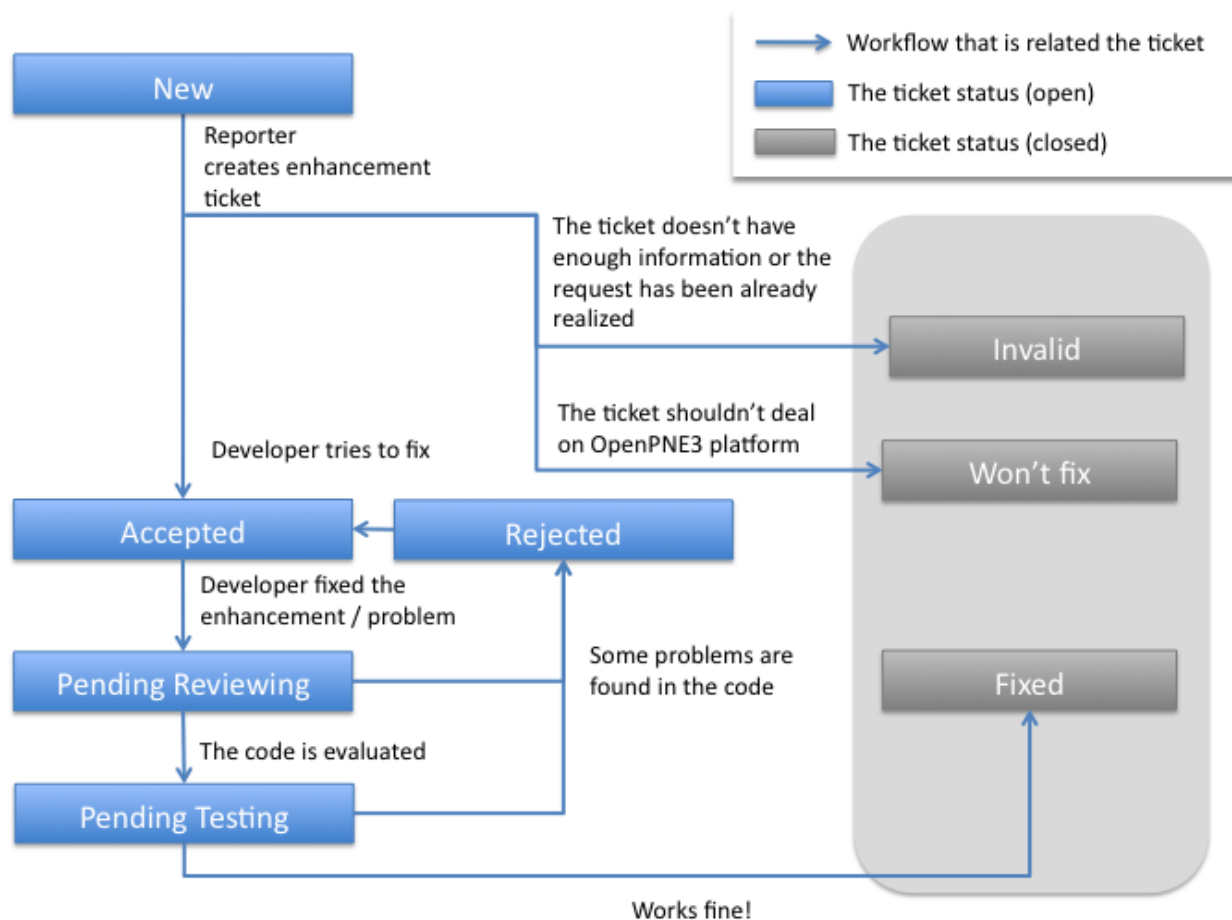 Workflow that is related the ticket
The ticket status (open)
The ticket status (closed)
New
Reporter
creates enhancement
ticket
The ticket doesn't have
enough information or the
request has been already
realized
Invalid
The ticket shouldn't deal
on OpenPNE3 platform
Won't fix
Developer tries to fix
Accepted
Rejected
Developer fixed the
enhancement / problem
Pending Reviewing
Some problems are
found in the code
Fixed
The code is evaluated
Pending Testing
Works fine!